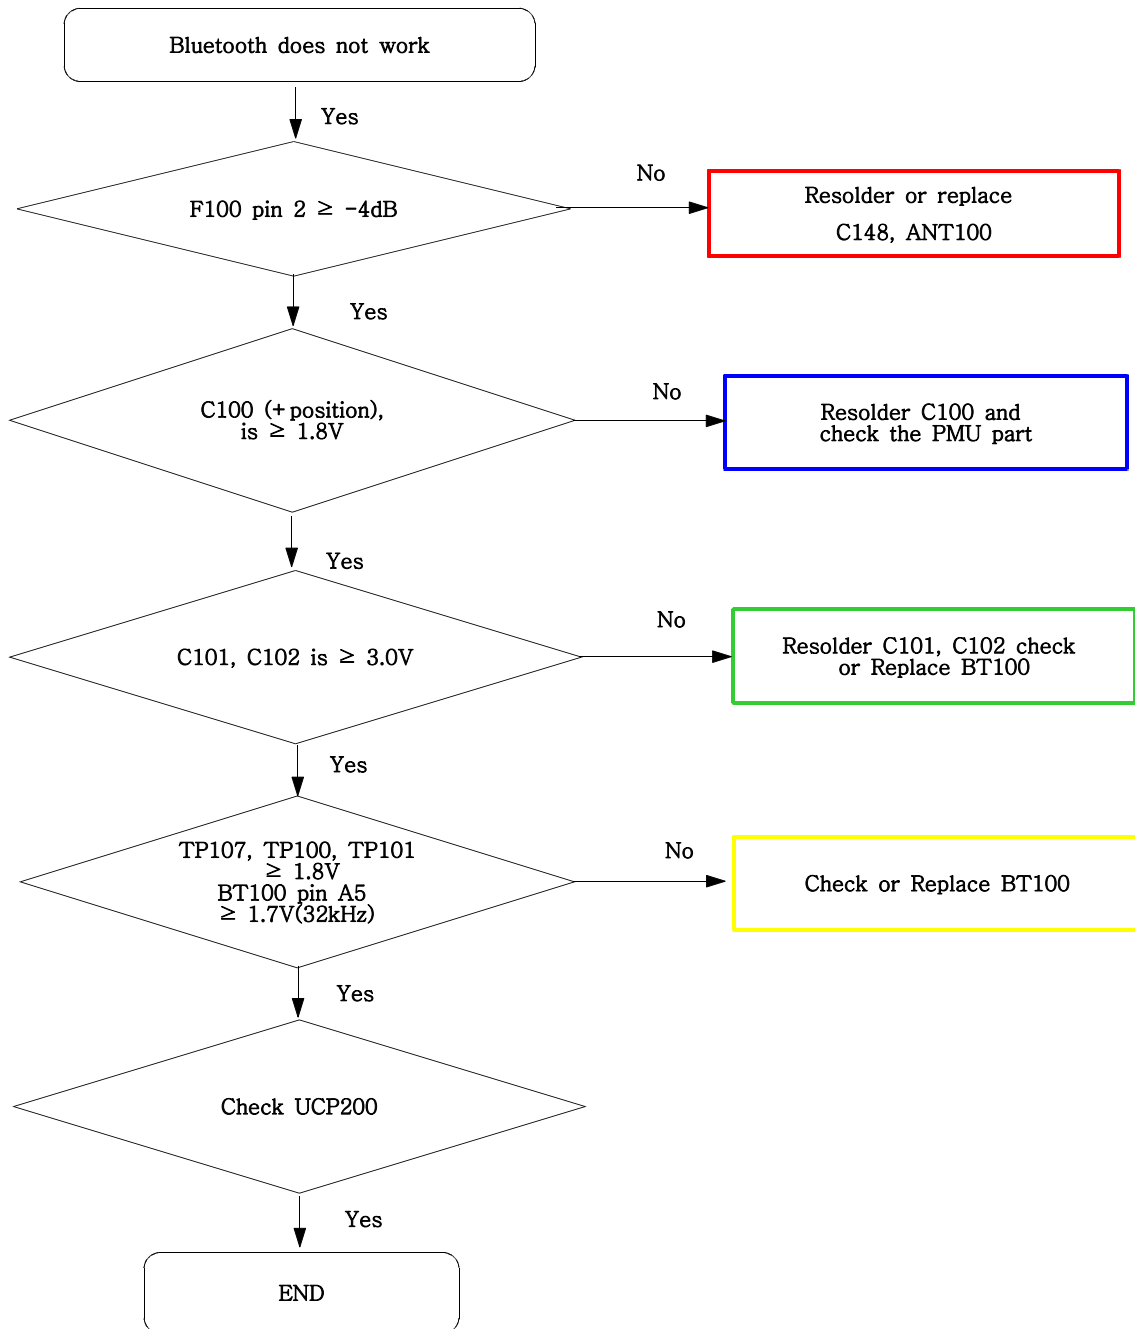 Bluetooth does not work
Yes
F100 pin 2 ≥ -4dB
No
Resolder or replace
C148, ANT100
Yes
C100 (+position),
is ≥ 1.8V
No
Resolder C100 and
check the PMU part
Yes
C101, C102 is ≥ 3.0V
No
Resolder C101, C102 check
or Replace BT100
Yes
TP107, TP100, TP101
≥ 1.8V
BT100 pin A5
≥ 1.7V(32kHz)
No
Check or Replace BT100
Yes
Check UCP200
Yes
END